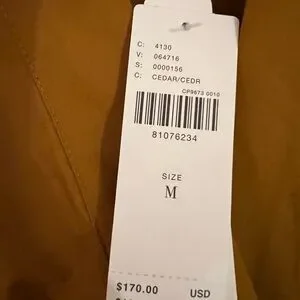 C: 4130
V: 064716
S: 0000156
C: CEDAR/CEDR
CP9673 0010
81076234
SIZE
M
$170.00 USD